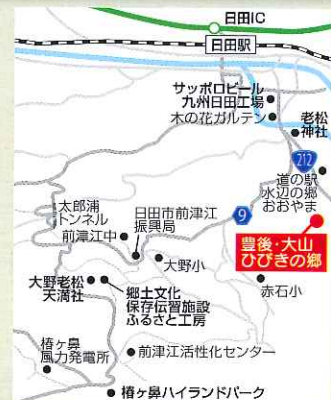 日田IC
日田駅
サッポロビール
九州日田工場
木の花ガルテン
老松
神社
212
道の駅
水辺の郷
おおやま
太郎浦
トンネル
前津江中
日田市前津江
振興局
9
豊後・大山
ひびきの郷
大野小
大野老松
天満社
郷土文化
保存伝習施設
ふるさと工房
赤石小
椿ヶ鼻
風力発電所
前津江活性化センター
椿ヶ鼻ハイランドパーク